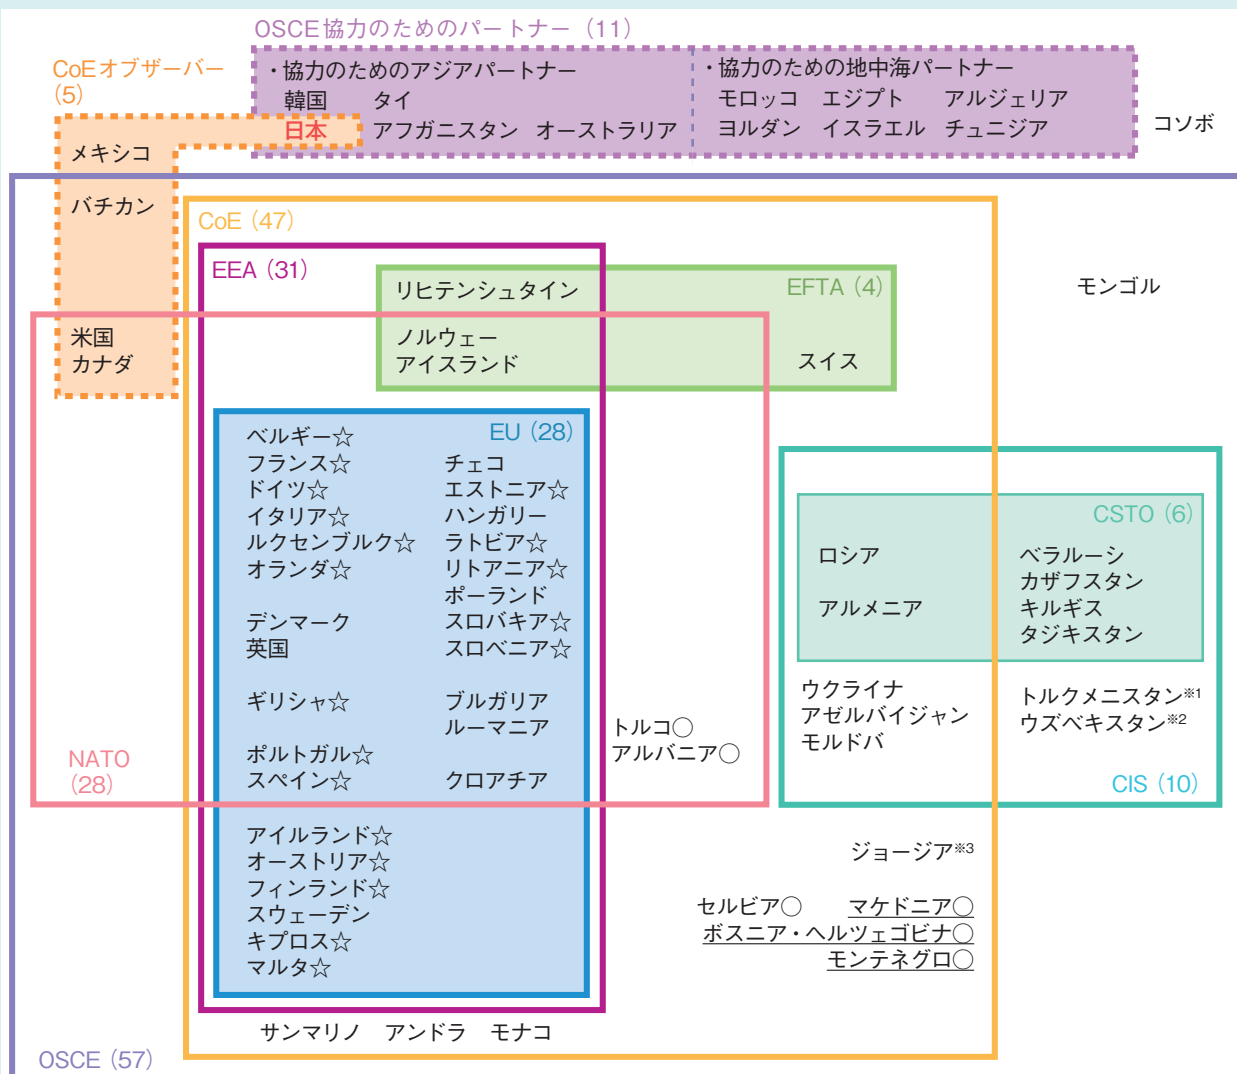 OSCE協力のためのパートナー（11）
CoEオブザーバー
（5）
・協力のためのアジアパートナー
韓国 タイ
日本 アフガニスタン オーストラリア
・協力のための地中海パートナー
モロッコ エジプト アルジェリア
ヨルダン イスラエル チュニジア
コソボ
メキシコ
バチカン
米国
カナダ
CoE（47）
EEA（31）
リヒテンシュタイン
EFTA（4）
ノルウェー
アイスランド
スイス
モンゴル
EU（28）
ベルギー☆
フランス☆
ドイツ☆
イタリア☆
ルクセンブルク☆
オランダ☆
デンマーク
英国
ギリシャ☆
ポルトガル☆
スペイン☆
チェコ
エストニア☆
ハンガリー
ラトビア☆
リトアニア☆
ポーランド
スロバキア☆
スロベニア☆
ブルガリア
ルーマニア
クロアチア
アイルランド☆
オーストリア☆
フィンランド☆
スウェーデン
キプロス☆
マルタ☆
NATO
（28）
トルコ○
アルバニア○
CSTO（6）
ロシア
アルメニア
ベラルーシ
カザフスタン
キルギス
タジキスタン
ウクライナ
アゼルバイジャン
モルドバ
トルクメニスタン※1
ウズベキスタン※2
CIS（10）
ジョージア※3
セルビア○ マケドニア○
ボスニア・ヘルツェゴビナ○
モンテネグロ○
サンマリノ アンドラ モナコ
OSCE（57）